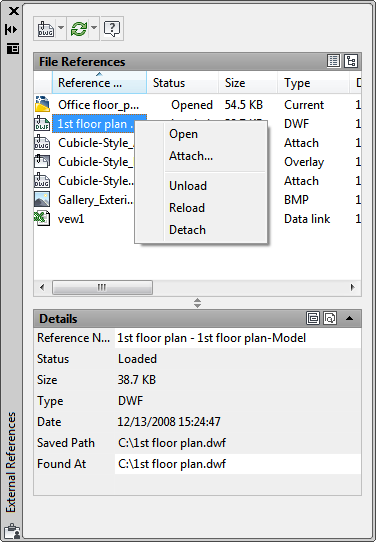 File References
Reference ... Status Size Type D
Office floor_p... Opened 54.5 KB Current 1
1st floor plan ... DWF 1
Cubicle-Style_ Attach 1
Cubicle-Style_ Overlay 1
Cubicle-Style... Attach 1
Gallery_Exteri... BMP 1
vew1 Data link 1
Open
Attach...
Unload
Reload
Detach
Details
Reference N... 1st floor plan - 1st floor plan-Model
Status Loaded
Size 38.7 KB
Type DWF
Date 12/13/2008 15:24:47
Saved Path C:\1st floor plan.dwf
Found At C:\1st floor plan.dwf
External References